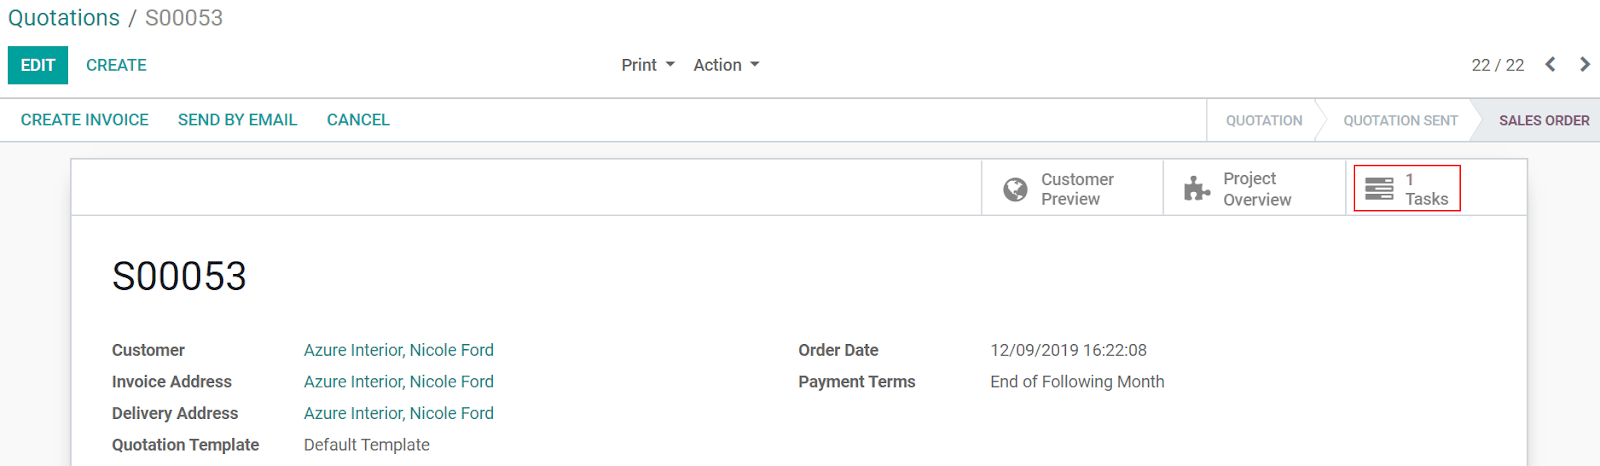 Quotations / S00053
EDIT CREATE Print Action 22 / 22
CREATE INVOICE SEND BY EMAIL CANCEL QUOTATION QUOTATION SENT SALES ORDER
Customer Preview
Project Overview
1 Tasks
S00053
Customer Azure Interior, Nicole Ford Order Date 12/09/2019 16:22:08
Invoice Address Azure Interior, Nicole Ford Payment Terms End of Following Month
Delivery Address Azure Interior, Nicole Ford
Quotation Template Default Template